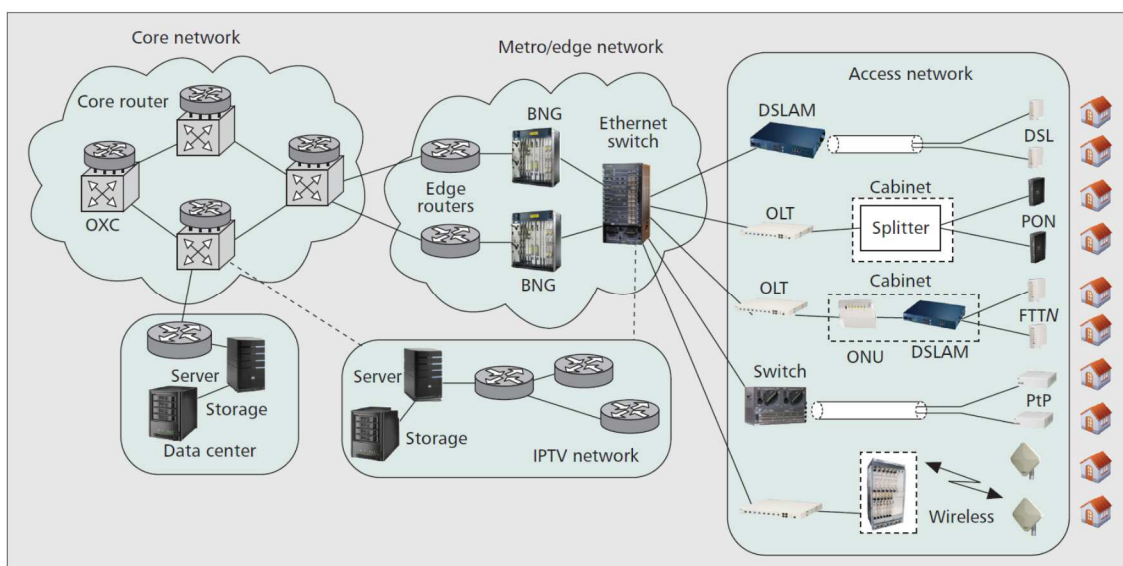 Core network
Core router
OXC
Metro/edge network
BNG
Ethernet
switch
Edge
routers
BNG
Access network
DSLAM
DSL
Cabinet
OLT
Splitter
PON
OLT
Cabinet
FTTN
ONU
DSLAM
Switch
PtP
Wireless
Server
Storage
Data center
Server
Storage
IPTV network